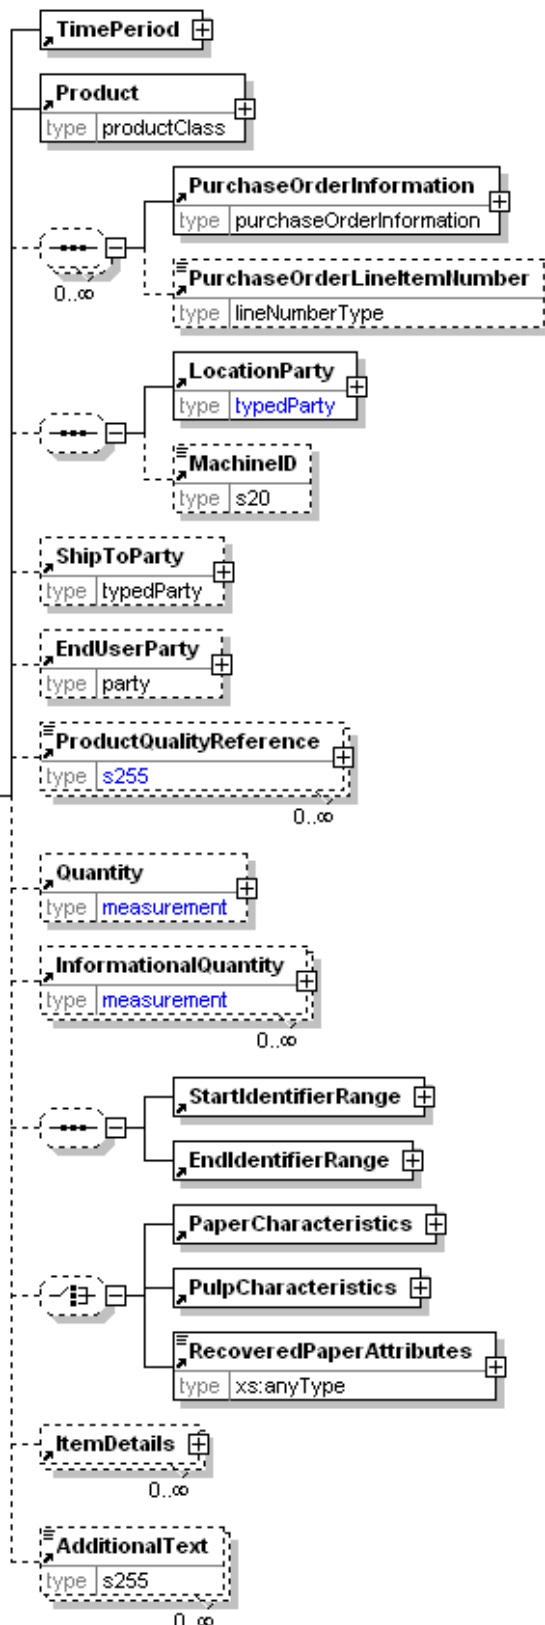 TimePeriod
Product
type productClass
PurchaseOrderInformation
type purchaseOrderInformation
0..∞
PurchaseOrderLineItemNumber
type lineNumberType
LocationParty
type typedParty
MachineID
type s20
ShipToParty
type typedParty
EndUserParty
type party
ProductQualityReference
type s255
0..∞
Quantity
type measurement
InformationalQuantity
type measurement
0..∞
StartIdentifierRange
EndIdentifierRange
PaperCharacteristics
PulpCharacteristics
RecoveredPaperAttributes
type xs:anyType
ItemDetails
0..∞
AdditionalText
type s255
0..∞